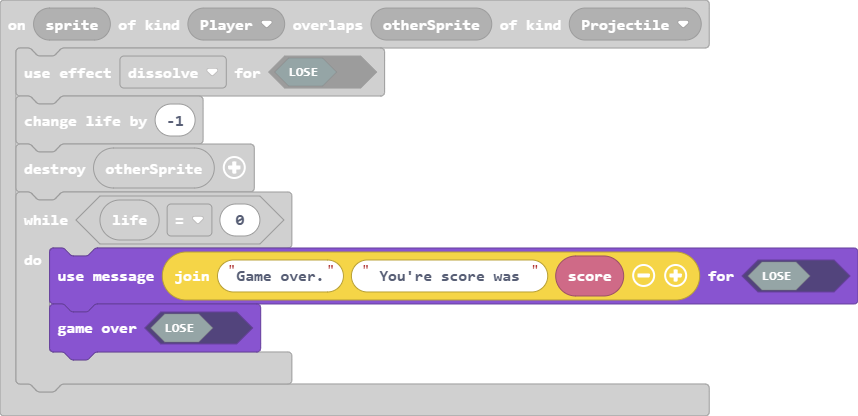 on sprite of kind Player overlaps otherSprite of kind Projectile
use effect dissolve for LOSE
change life by -1
destroy otherSprite
while life = 0
do
use message join "Game over." " You're score was " score for LOSE
game over LOSE